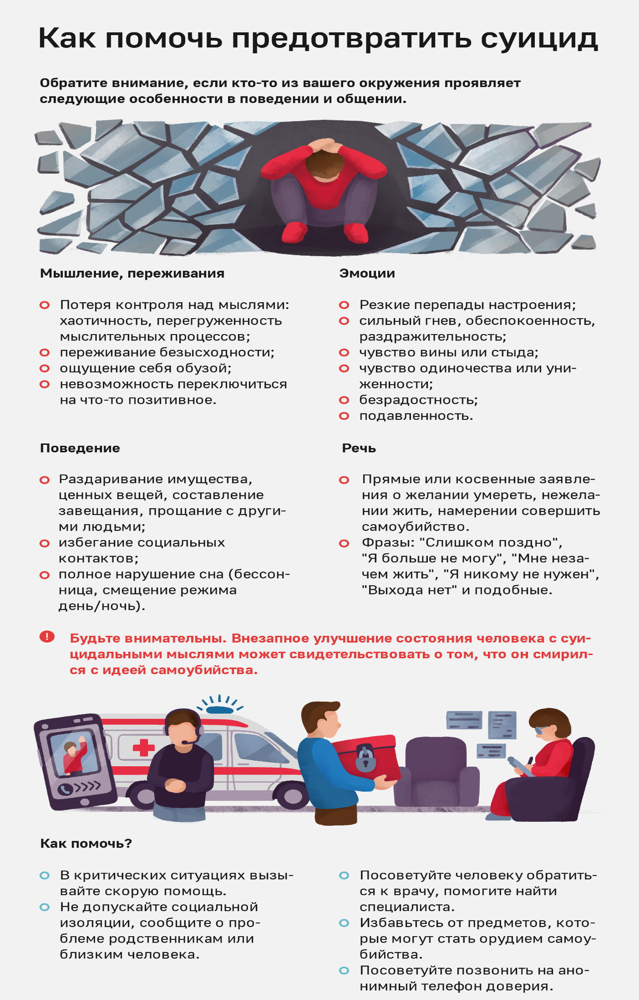 Как помочь предотвратить суицид
Обратите внимание, если кто-то из вашего окружения проявляет
следующие особенности в поведении и общении.
Мышление, переживания
Потеря контроля над мыслями:
хаотичность, перегруженность
мыслительных процессов;
переживание безысходности;
ощущение себя обузой;
невозможность переключиться
на что-то позитивное.
Эмоции
Резкие перепады настроения;
сильный гнев, обеспокоенность,
раздражительность;
чувство вины или стыда;
чувство одиночества или уни-
женности;
безрадостность;
подавленность.
Поведение
Раздаривание имущества,
ценных вещей, составление
завещания, прощание с други-
ми людьми;
избегание социальных
контактов;
полное нарушение сна (бессон-
ница, смещение режима
день/ночь).
Речь
Прямые или косвенные заявле-
ния о желании умереть, нежела-
нии жить, намерении совершить
самоубийство.
Фразы: "Слишком поздно",
"Я больше не могу", "Мне неза-
чем жить", "Я никому не нужен",
"Выхода нет" и подобные.
! Будьте внимательны. Внезапное улучшение состояния человека с суи-
цидальными мыслями может свидетельствовать о том, что он смирил-
ся с идеей самоубийства.
Как помочь?
В критических ситуациях вызы-
вайте скорую помощь.
Не допускайте социальной
изоляции, сообщите о про-
блеме родственникам или
близким человека.
Посоветуйте человеку обратить-
ся к врачу, помогите найти
специалиста.
Избавьтесь от предметов, кото-
рые могут стать орудием самоу-
бийства.
Посоветуйте позвонить на ано-
нимный телефон доверия.